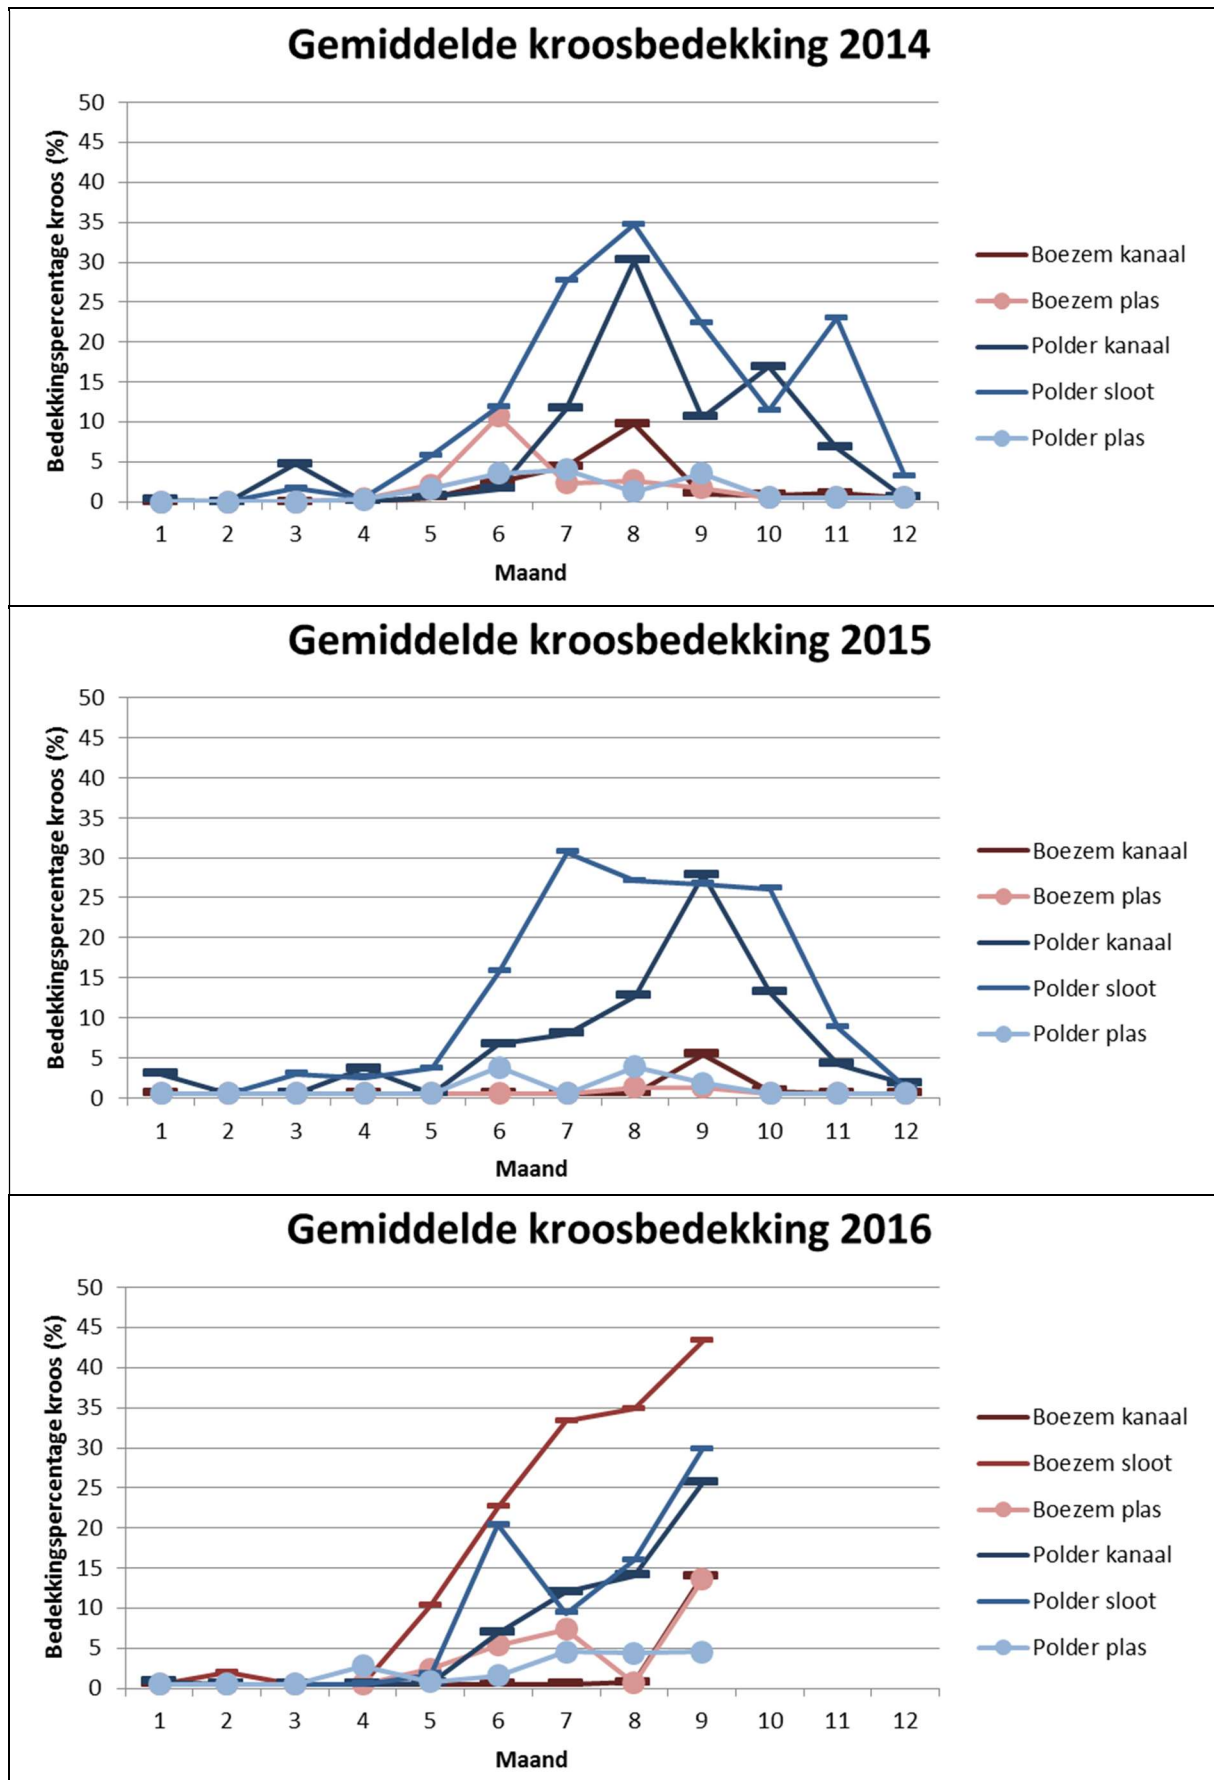 Gemiddelde kroosbedekking 2014
Bedekkingspercentage kroos (%)
50
45
40
35
30
25
20
15
10
5
0
1 2 3 4 5 6 7 8 9 10 11 12
Maand
Boezem kanaal
Boezem plas
Polder kanaal
Polder sloot
Polder plas
Gemiddelde kroosbedekking 2015
Bedekkingspercentage kroos (%)
50
45
40
35
30
25
20
15
10
5
0
1 2 3 4 5 6 7 8 9 10 11 12
Maand
Boezem kanaal
Boezem plas
Polder kanaal
Polder sloot
Polder plas
Gemiddelde kroosbedekking 2016
Bedekkingspercentage kroos (%)
50
45
40
35
30
25
20
15
10
5
0
1 2 3 4 5 6 7 8 9 10 11 12
Maand
Boezem kanaal
Boezem sloot
Boezem plas
Polder kanaal
Polder sloot
Polder plas